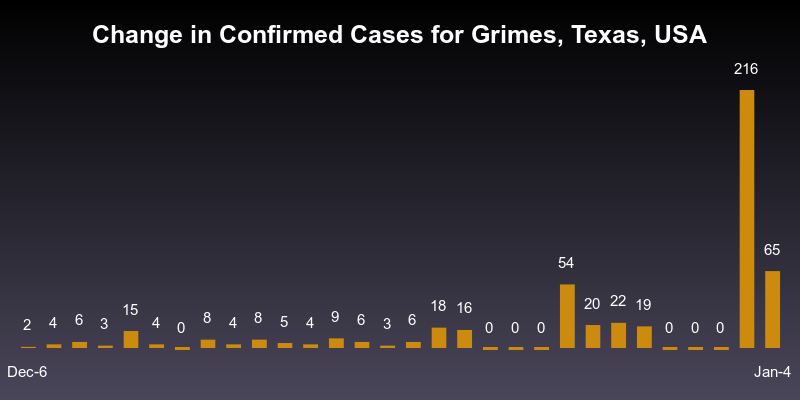 Change in Confirmed Cases for Grimes, Texas, USA
2 4 6 3 15 4 0 8 4 8 5 4 9 6 3 6 18 16 0 0 0 54 20 22 19 0 0 0 216 65
Dec-6 Jan-4